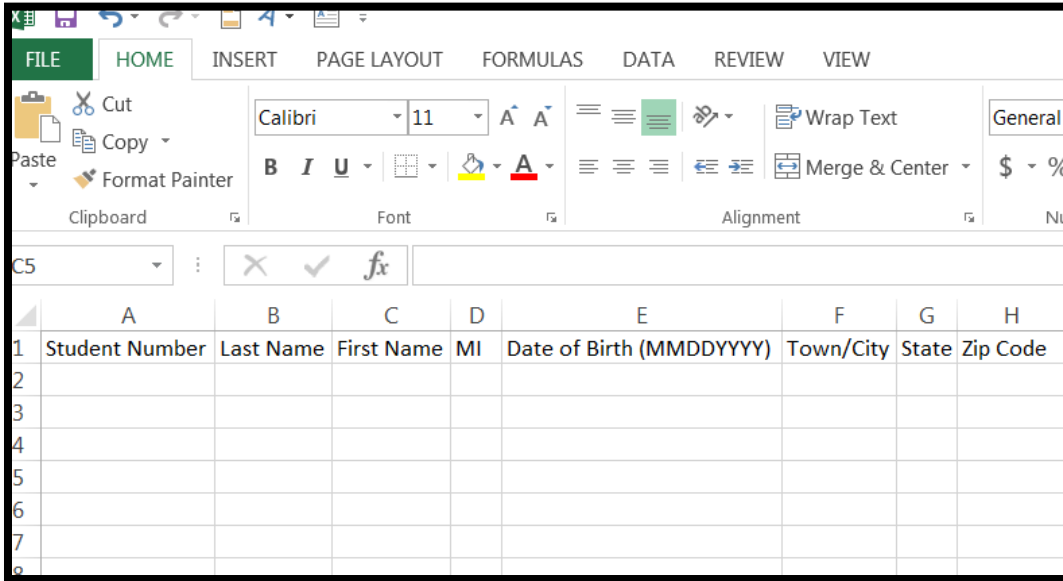 FILE HOME INSERT PAGE LAYOUT FORMULAS DATA REVIEW VIEW
Cut
Calibri 11 A A Wrap Text General
Copy
Paste
B I U A Merge & Center $ %
Format Painter
Clipboard Font Alignment
C5 fx
A B C D E F G H
1 Student Number Last Name First Name MI Date of Birth (MMDDYYYY) Town/City State Zip Code
2
3
4
5
6
7
8